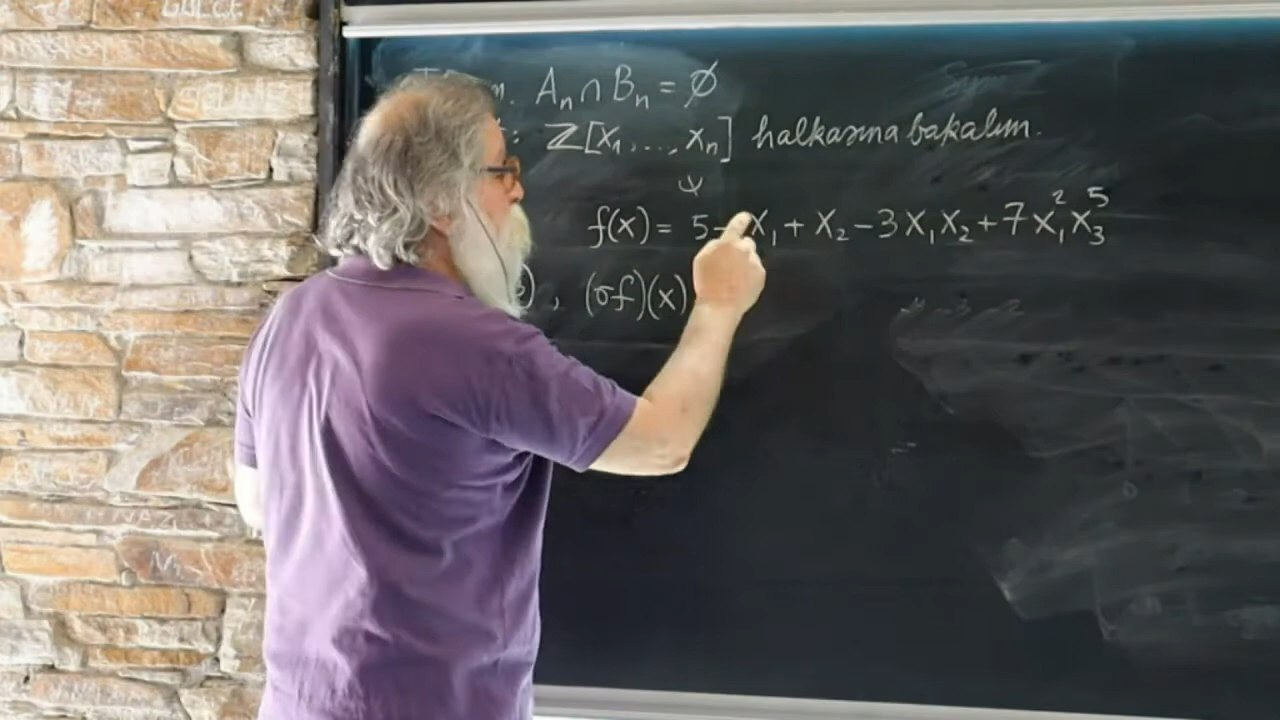 Aₙ ∩ Bₙ = ∅
: ℤ[x₁, ..., xₙ] halkasına bakalım.
f(x) = 5 - x₁ + x₂ - 3x₁x₂ + 7x₁²x₃⁵
), (σf)(x)